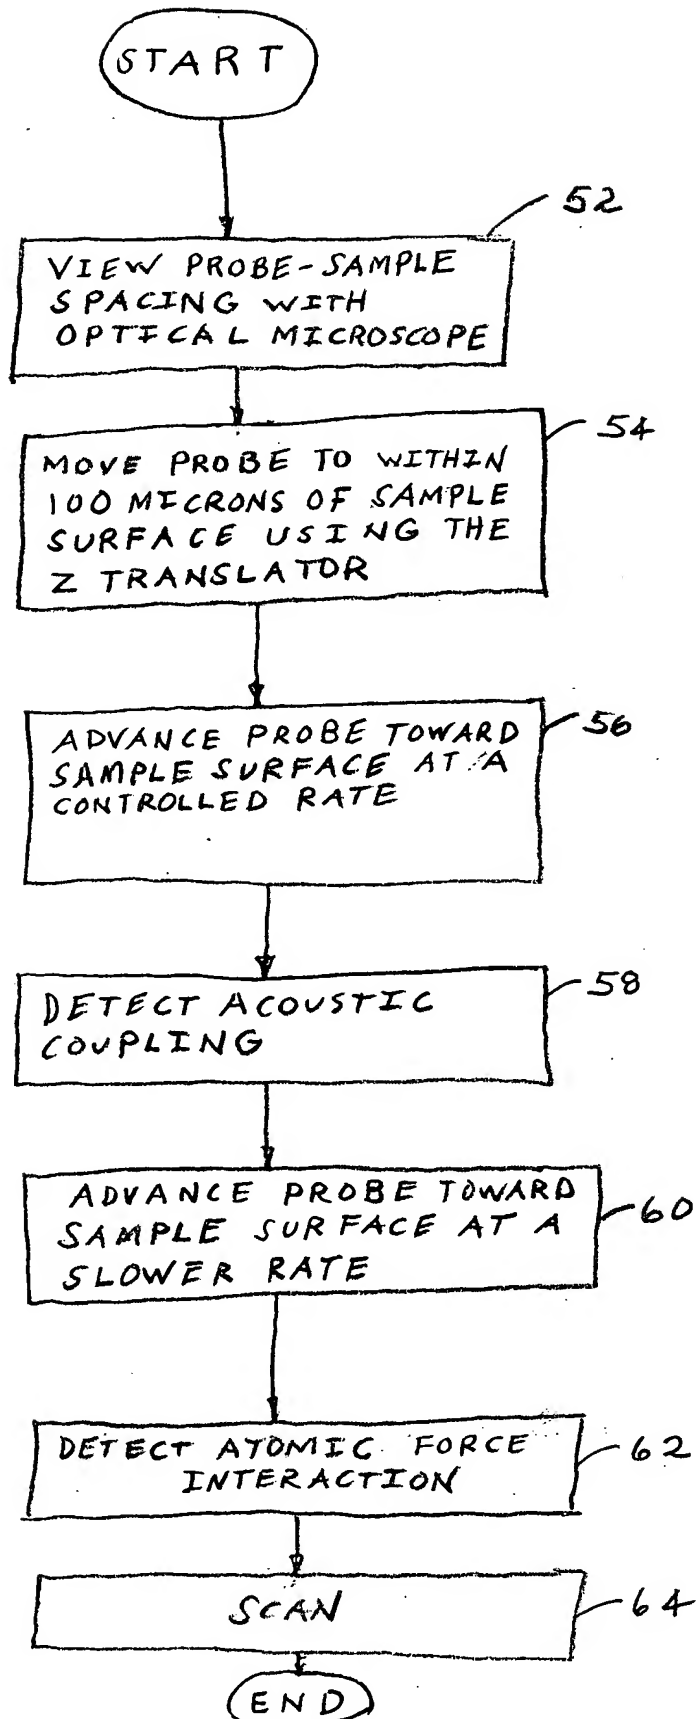 START
52
VIEW PROBE-SAMPLE
SPACING WITH
OPTICAL MICROSCOPE
54
MOVE PROBE TO WITHIN
100 MICRONS OF SAMPLE
SURFACE USING THE
Z TRANSLATOR
56
ADVANCE PROBE TOWARD
SAMPLE SURFACE AT A
CONTROLLED RATE
58
DETECT ACOUSTIC
COUPLING
60
ADVANCE PROBE TOWARD
SAMPLE SURFACE AT A
SLOWER RATE
62
DETECT ATOMIC FORCE
INTERACTION
64
SCAN
END